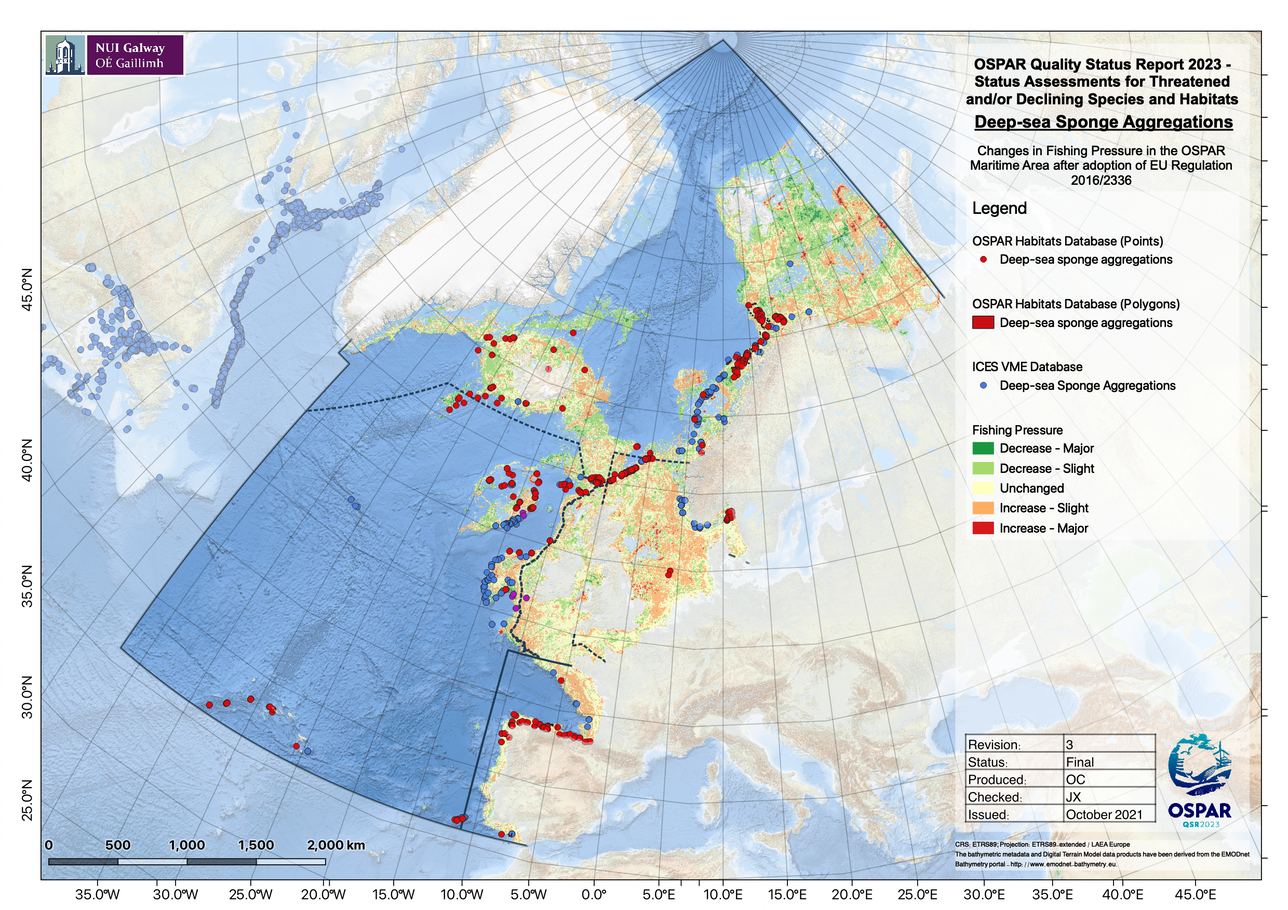 NUI Galway
OÉ Gaillimh
OSPAR Quality Status Report 2023 -
Status Assessments for Threatened
and/or Declining Species and Habitats
Deep-sea Sponge Aggregations
Changes in Fishing Pressure in the OSPAR
Maritime Area after adoption of EU Regulation
2016/2336
Legend
OSPAR Habitats Database (Points)
Deep-sea sponge aggregations
OSPAR Habitats Database (Polygons)
Deep-sea sponge aggregations
ICES VME Database
Deep-sea Sponge Aggregations
Fishing Pressure
Decrease - Major
Decrease - Slight
Unchanged
Increase - Slight
Increase - Major
45.0°N
40.0°N
35.0°N
30.0°N
25.0°N
Revision: 3
Status: Final
Produced: OC
Checked: JX
Issued: October 2021
OSPAR
QSR2023
CRS: ETRS89; Projection: ETRS89-extended / LAEA Europe
The bathymetric metadata and Digital Terrain Model data products have been derived from the EMODnet
Bathymetry portal - http://www.emodnet-bathymetry.eu.
0 500 1,000 1,500 2,000 km
35.0°W 30.0°W 25.0°W 20.0°W 15.0°W 10.0°W 5.0°W 0.0°E 5.0°E 10.0°E 15.0°E 20.0°E 25.0°E 30.0°E 35.0°E 40.0°E 45.0°E